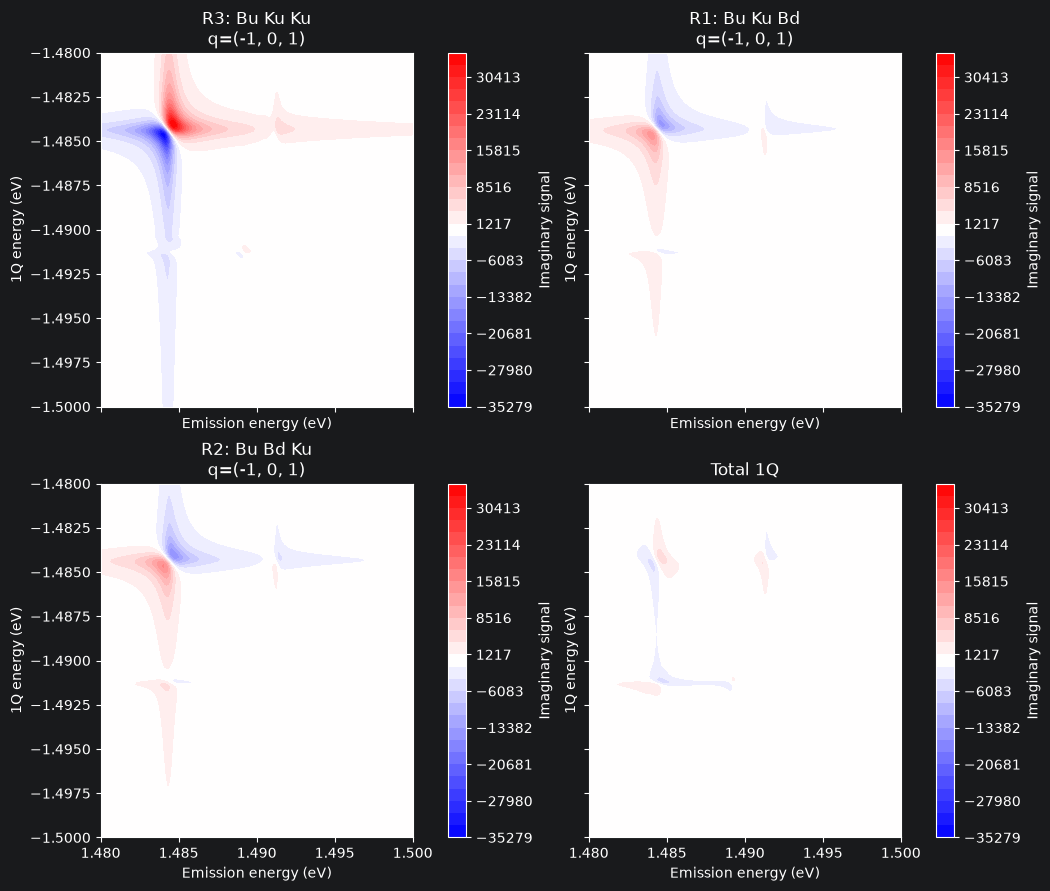 R3: Bu Ku Ku
q=(-1, 0, 1)
−1.4800
−1.4825
−1.4850
−1.4875
−1.4900
−1.4925
−1.4950
−1.4975
−1.5000
1Q energy (eV)
Emission energy (eV)
30413
23114
15815
8516
1217
−6083
−13382
−20681
−27980
−35279
Imaginary signal
R1: Bu Ku Bd
q=(-1, 0, 1)
1Q energy (eV)
Emission energy (eV)
30413
23114
15815
8516
1217
−6083
−13382
−20681
−27980
−35279
Imaginary signal
R2: Bu Bd Ku
q=(-1, 0, 1)
−1.4800
−1.4825
−1.4850
−1.4875
−1.4900
−1.4925
−1.4950
−1.4975
−1.5000
1Q energy (eV)
1.480 1.485 1.490 1.495 1.500
Emission energy (eV)
30413
23114
15815
8516
1217
−6083
−13382
−20681
−27980
−35279
Imaginary signal
Total 1Q
1Q energy (eV)
1.480 1.485 1.490 1.495 1.500
Emission energy (eV)
30413
23114
15815
8516
1217
−6083
−13382
−20681
−27980
−35279
Imaginary signal